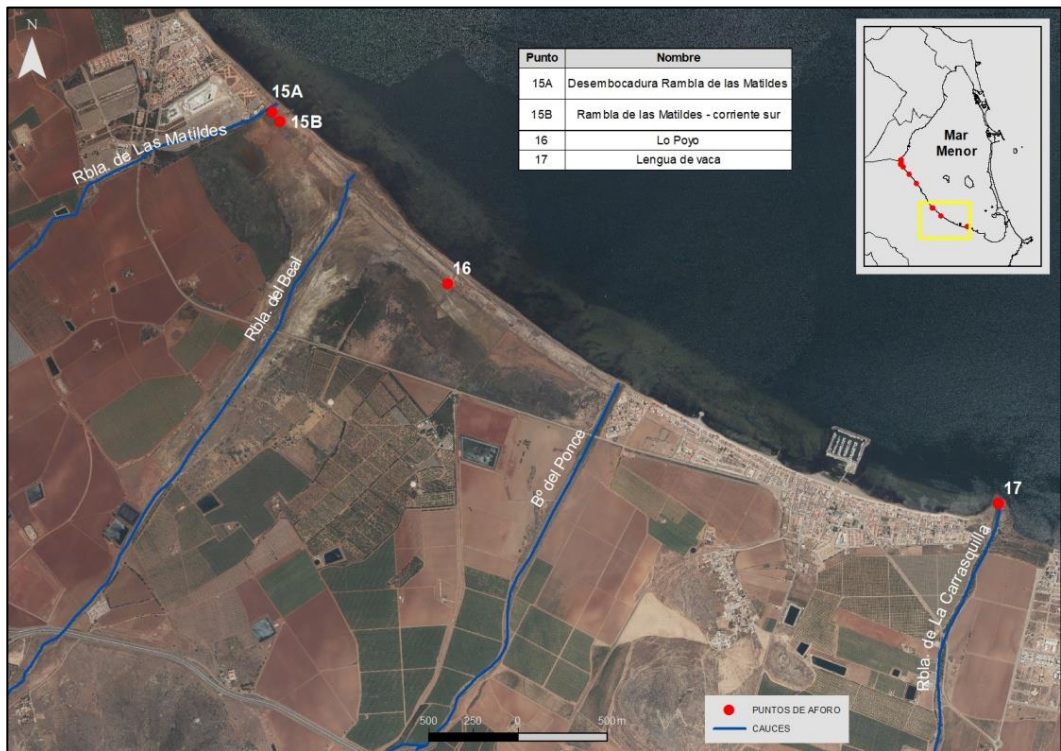 N
Punto Nombre
15A Desembocadura Rambla de las Matildes
15B Rambla de las Matildes - corriente sur
16 Lo Poyo
17 Lengua de vaca
Mar
Menor
15A
15B
Rbla. de Las Matildes
Rbla. del Beal
16
Bº del Ponce
17
Rbla. de La Carrasquilla
500 250 0 500 m
PUNTOS DE AFORO
CAUCES